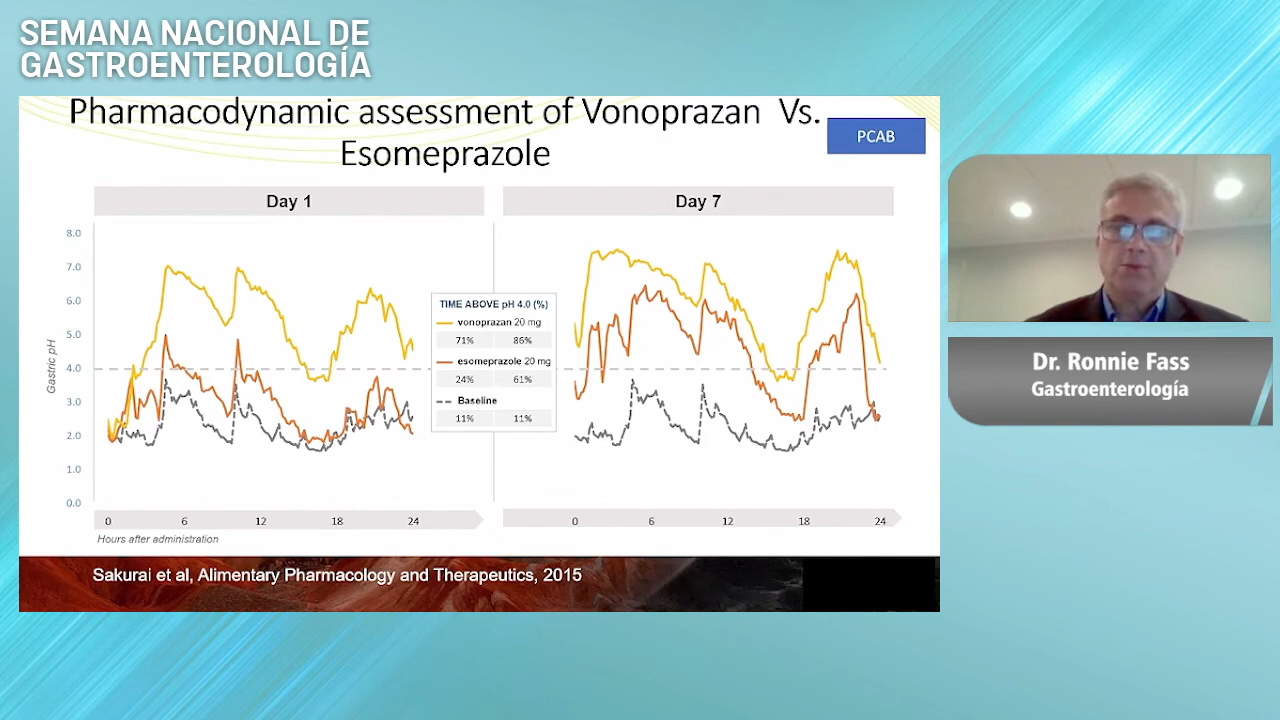 SEMANA NACIONAL DE
GASTROENTEROLOGÍA
Pharmacodynamic assessment of Vonoprazan Vs.
Esomeprazole
PCAB
Day 1
Day 7
8.0
7.0
6.0
5.0
4.0
3.0
2.0
1.0
0.0
Gastric pH
TIME ABOVE pH 4.0 (%)
vonoprazan 20 mg
71% 86%
esomeprazole 20 mg
24% 61%
Baseline
11% 11%
0 6 12 18 24
0 6 12 18 24
Hours after administration
Sakurai et al, Alimentary Pharmacology and Therapeutics, 2015
Dr. Ronnie Fass
Gastroenterología